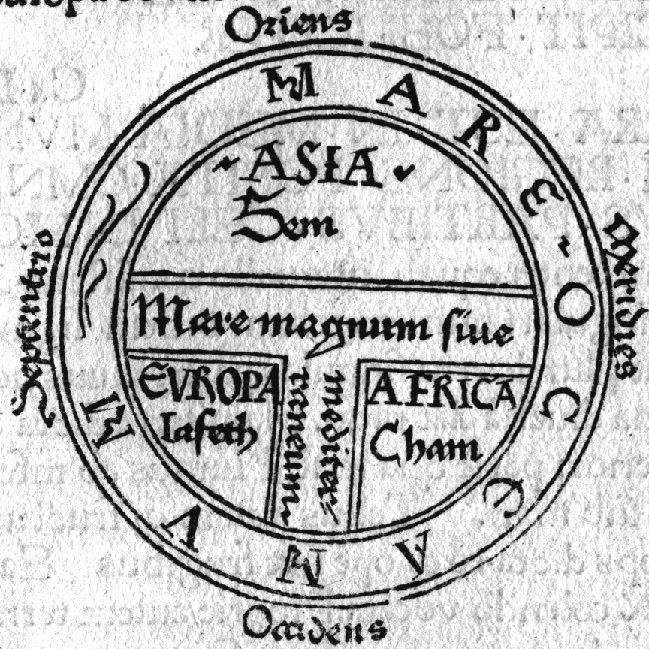 Oriens
MARE OCEANVM
Septentrio
Meridies
ASIA
Sem
Mare magnum ſiue
mediter
raneum
EVROPA
Iafeth
AFRICA
Cham
Occidens